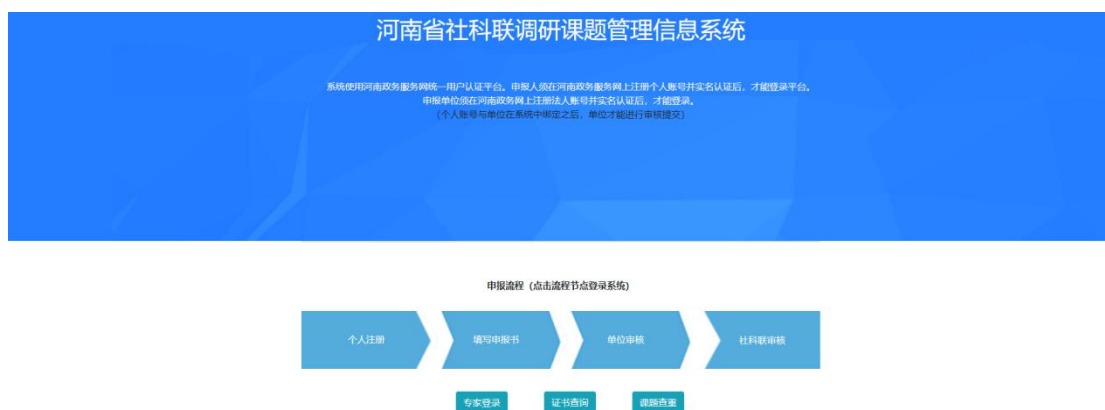 河南省社科联调研课题管理信息系统
系统使用河南政务服务网统一用户认证平台。申报人须在河南政务服务网上注册个人账号并实名认证后，才能登录平台。
申报单位须在河南政务网上注册法人账号并实名认证后，才能登录。
(个人账号与单位在系统中绑定之后，单位才能进行审核提交)
申报流程（点击流程节点登录系统)
个人注册
填写申报书
单位审核
社科联审核
专家登录
证书查询
课题查重